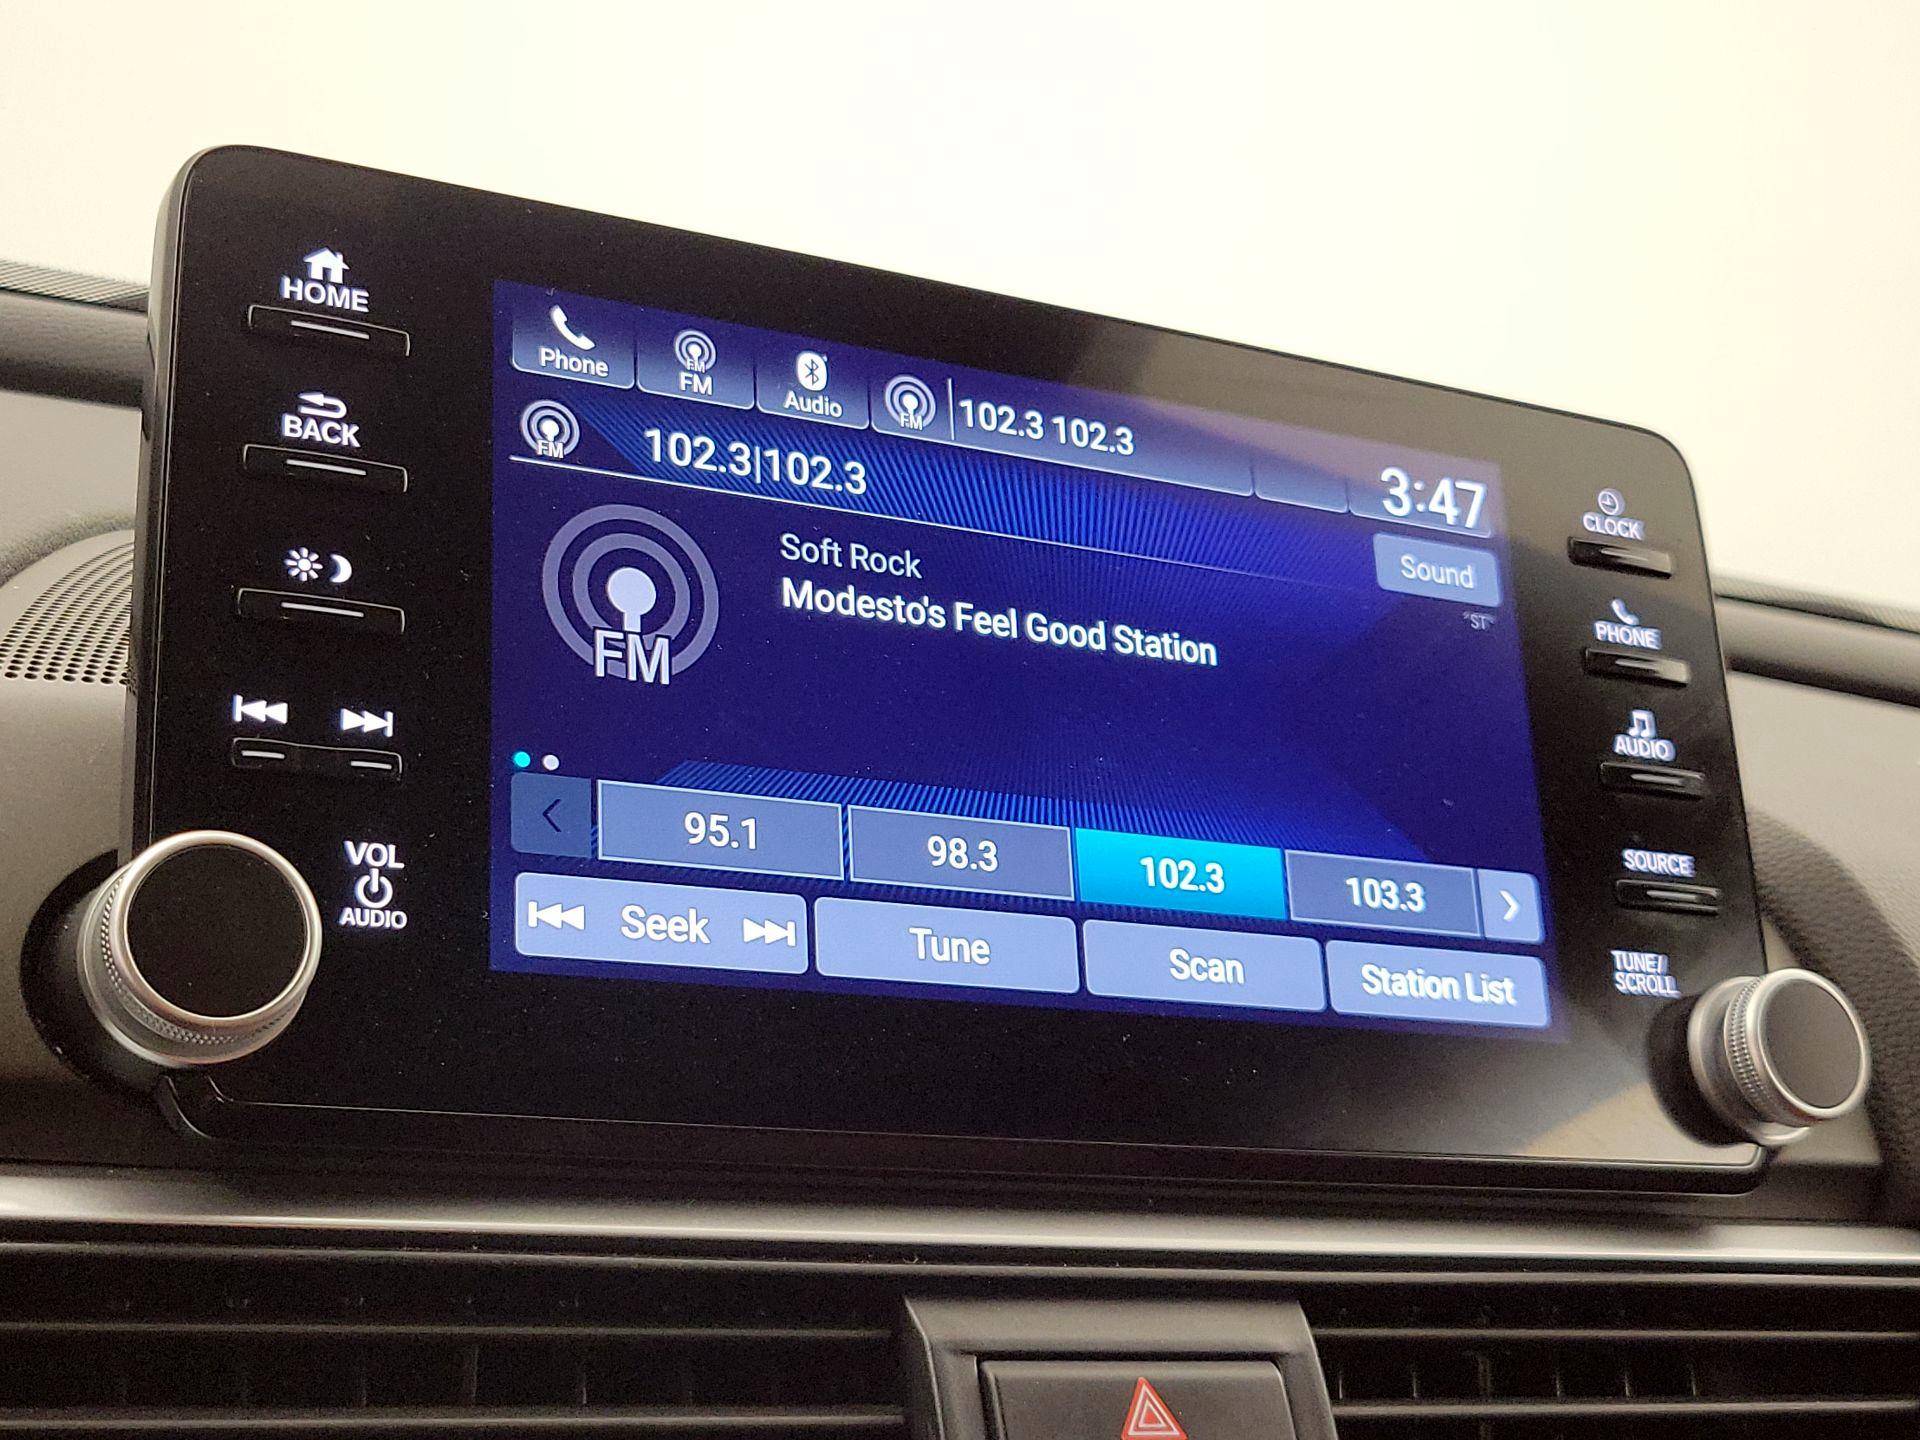 HOME
BACK
VOL
AUDIO
Phone
FM
FM
Audio
FM
102.3 102.3
3:47
FM
102.3|102.3
Sound
"ST"
FM
Soft Rock
Modesto's Feel Good Station
95.1
98.3
102.3
103.3
Seek
Tune
Scan
Station List
CLOCK
PHONE
AUDIO
SOURCE
TUNE/
SCROLL